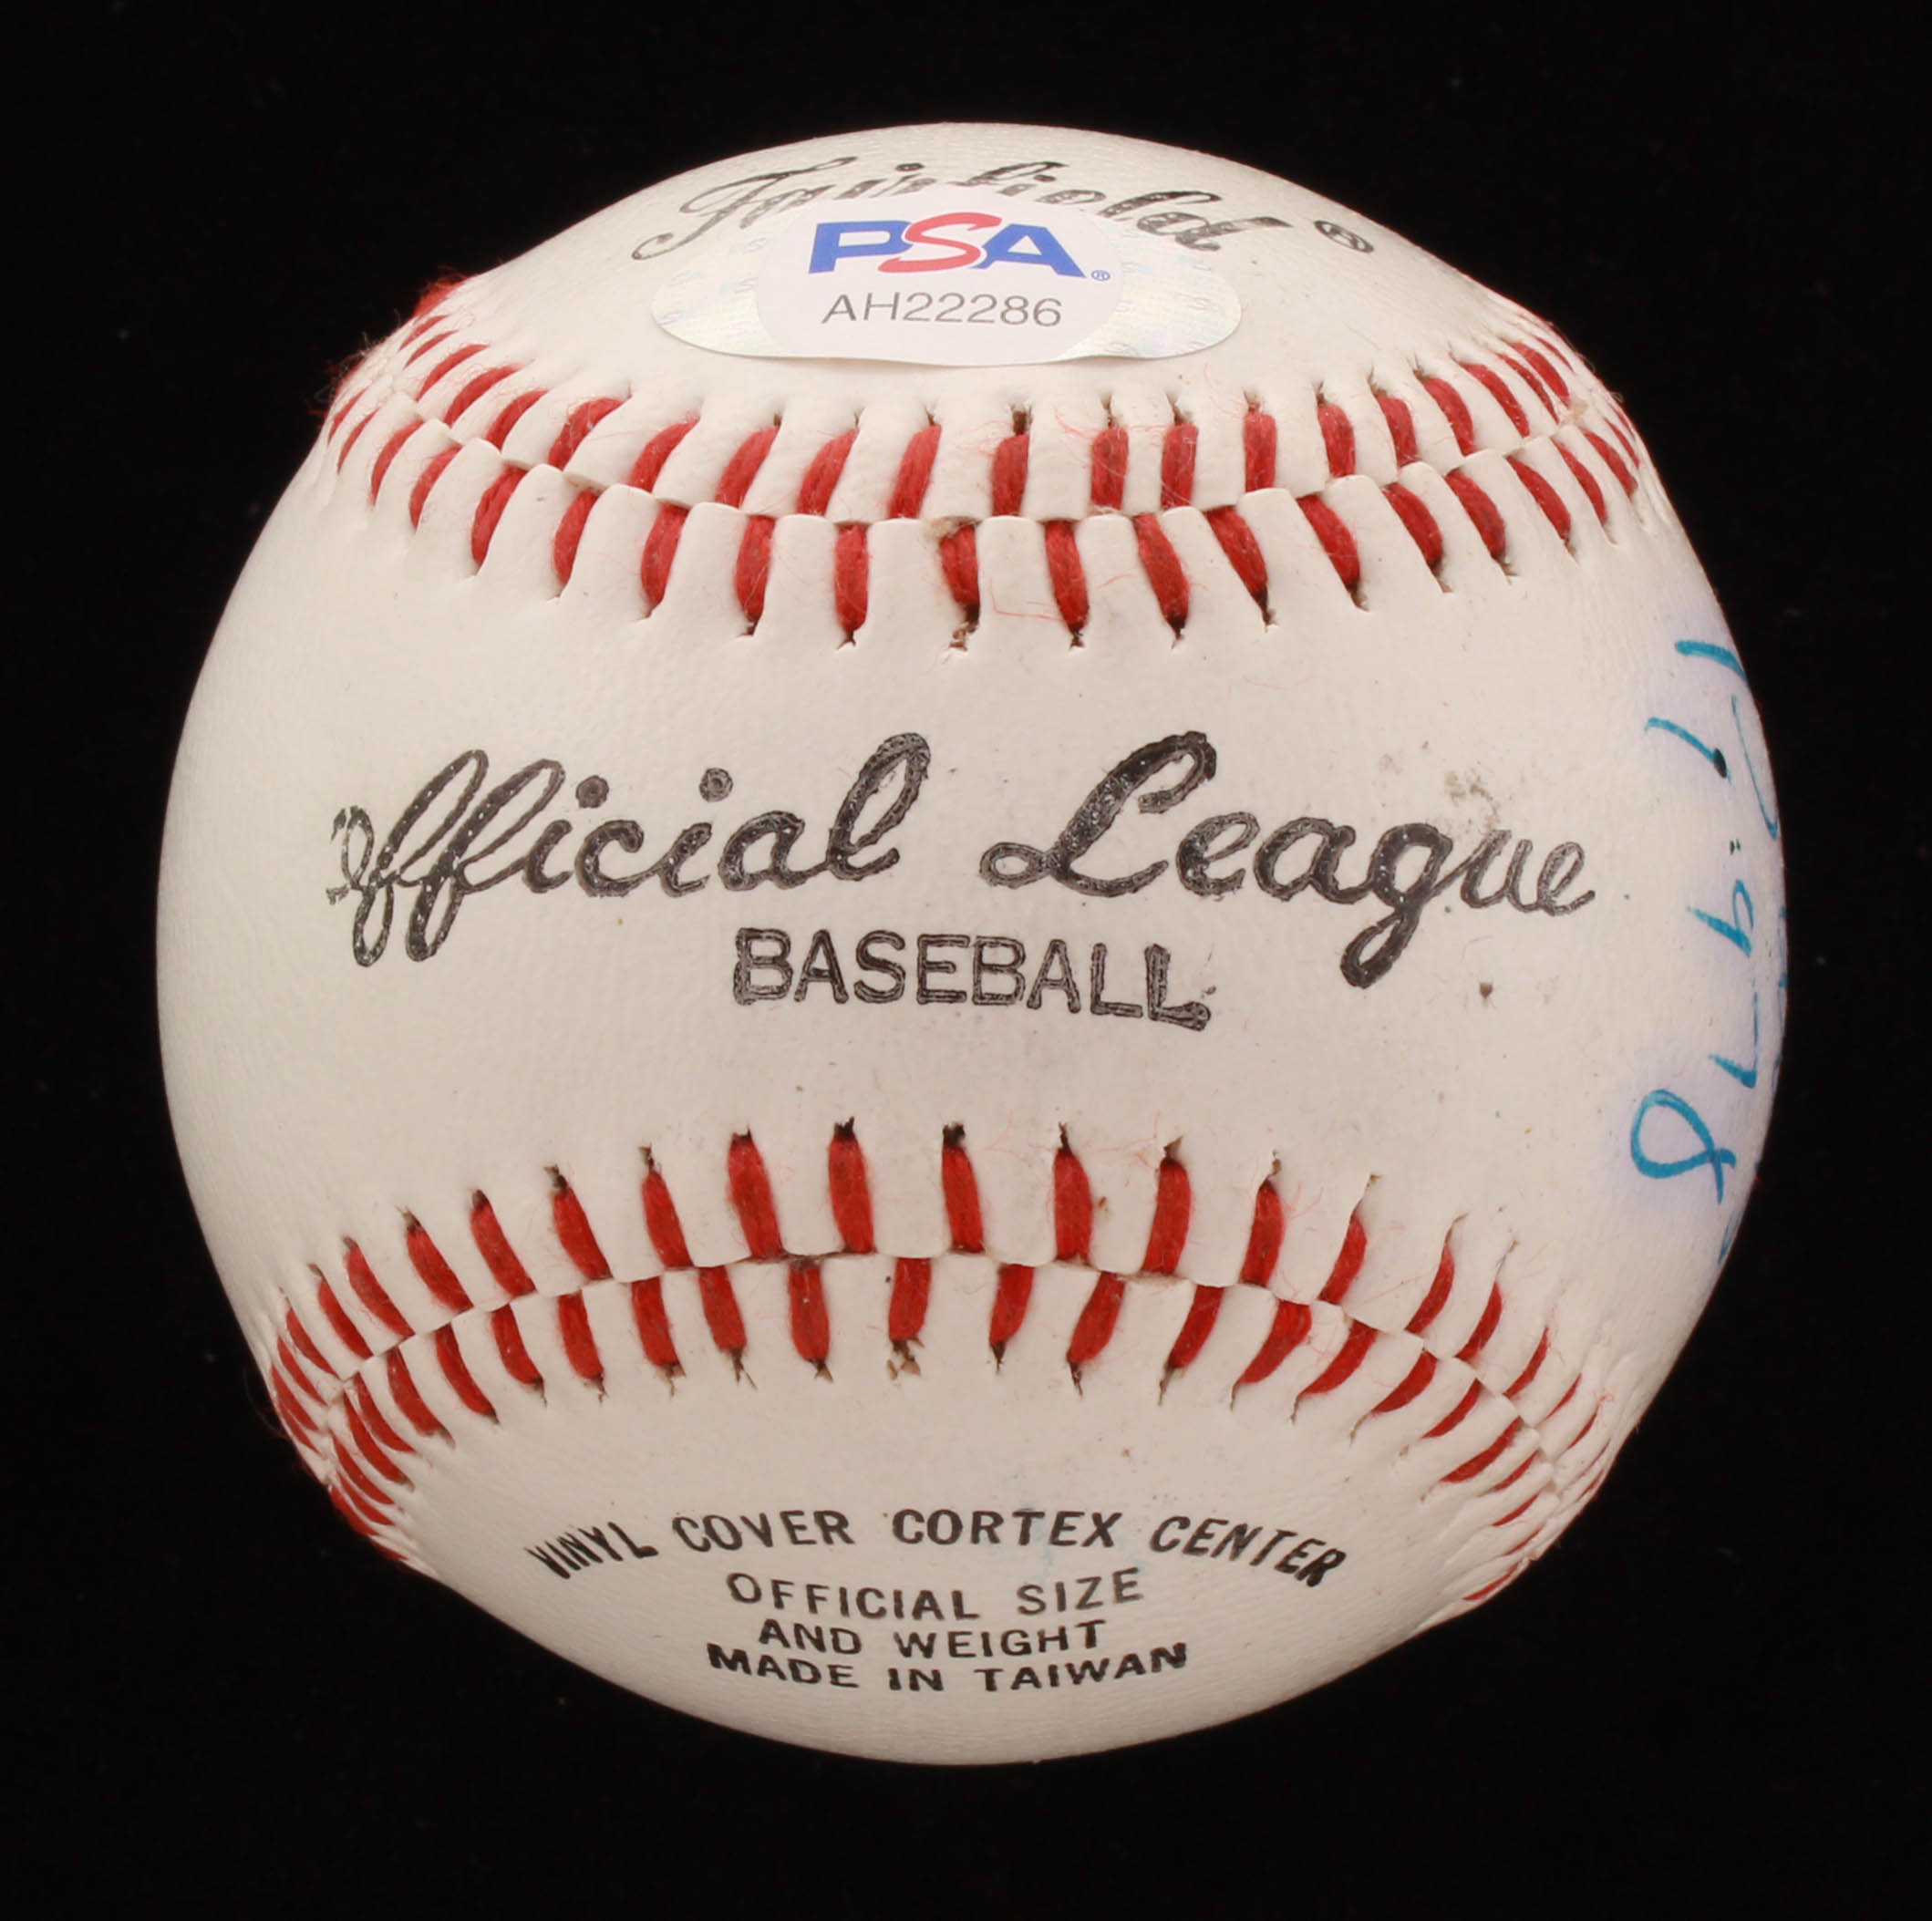 Fairfield ®
PSA®
AH22286
Official League
BASEBALL
VINYL COVER CORTEX CENTER
OFFICIAL SIZE
AND WEIGHT
MADE IN TAIWAN